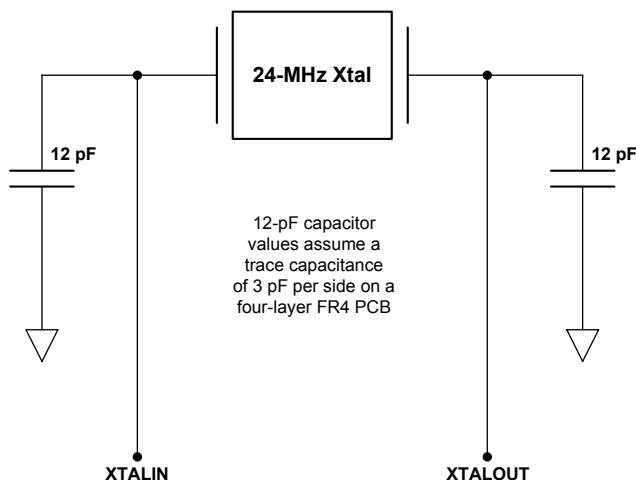 24-MHz Xtal
12 pF
12 pF
12-pF capacitor
values assume a
trace capacitance
of 3 pF per side on a
four-layer FR4 PCB
XTALIN
XTALOUT